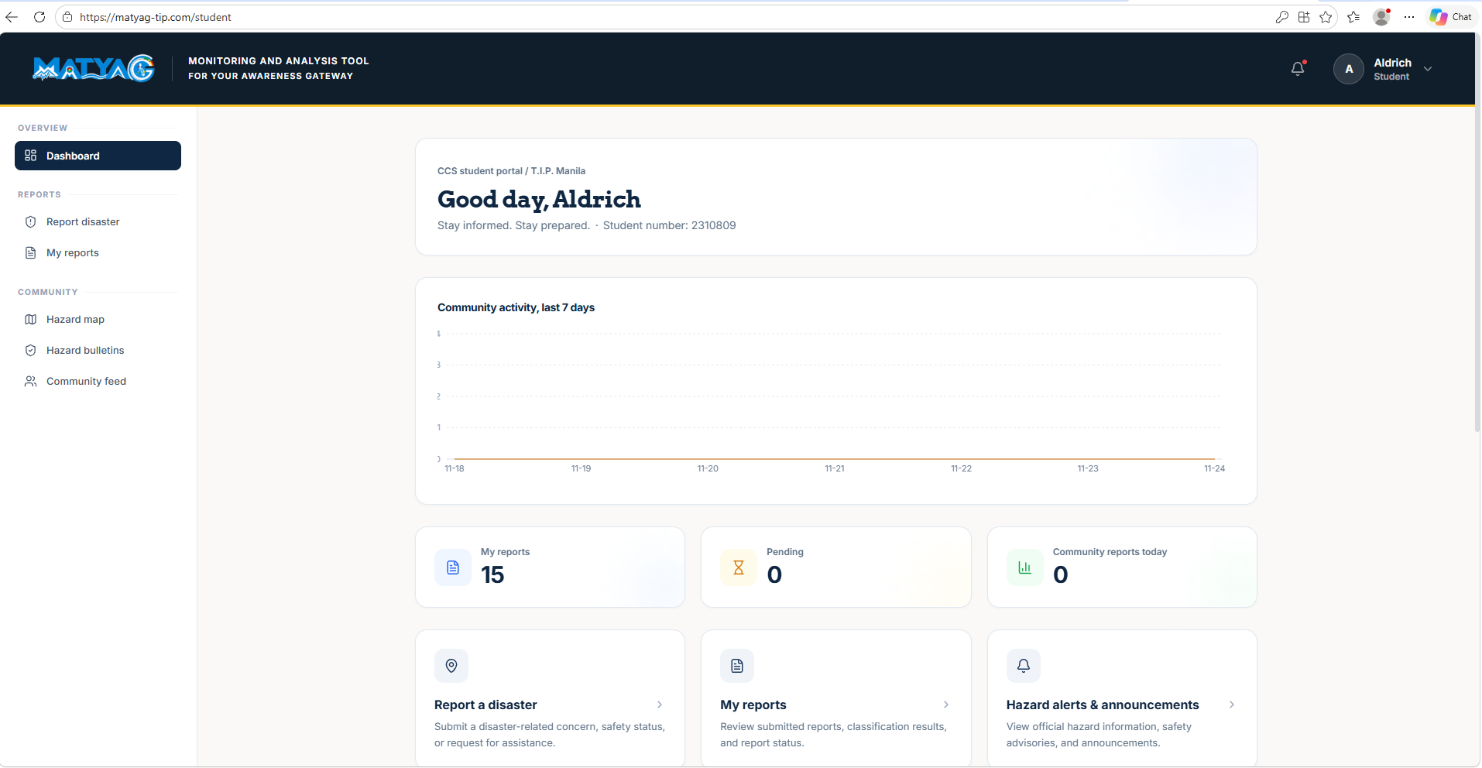 https://matyag-tip.com/student
Chat
MATYAG
MONITORING AND ANALYSIS TOOL
FOR YOUR AWARENESS GATEWAY
A
Aldrich
Student
OVERVIEW
Dashboard
REPORTS
Report disaster
My reports
COMMUNITY
Hazard map
Hazard bulletins
Community feed
CCS student portal / T.I.P. Manila
Good day, Aldrich
Stay informed. Stay prepared. · Student number: 2310809
Community activity, last 7 days
4
3
2
1
0
11-18 11-19 11-20 11-21 11-22 11-23 11-24
My reports
15
Pending
0
Community reports today
0
Report a disaster
Submit a disaster-related concern, safety status,
or request for assistance.
My reports
Review submitted reports, classification results,
and report status.
Hazard alerts & announcements
View official hazard information, safety
advisories, and announcements.